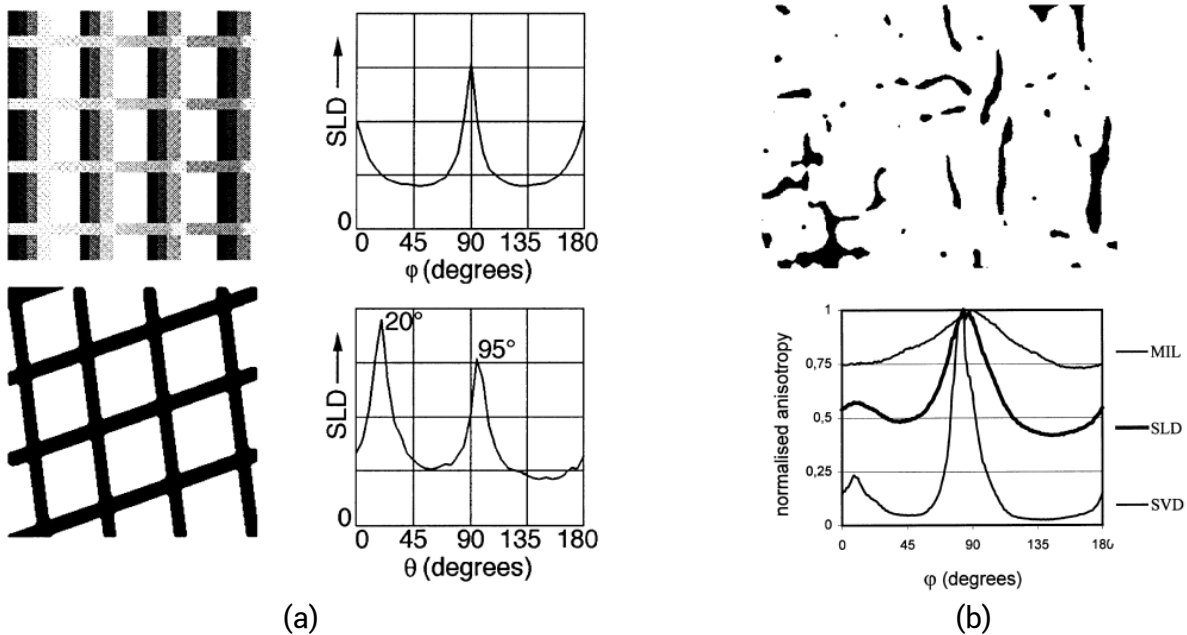 SLD
0
0 45 90 135 180
φ (degrees)
20°
95°
SLD
0
0 45 90 135 180
θ (degrees)
(a)
normalised anisotropy
1
0,75
0,5
0,25
0
0 45 90 135 180
φ (degrees)
MIL
SLD
SVD
(b)